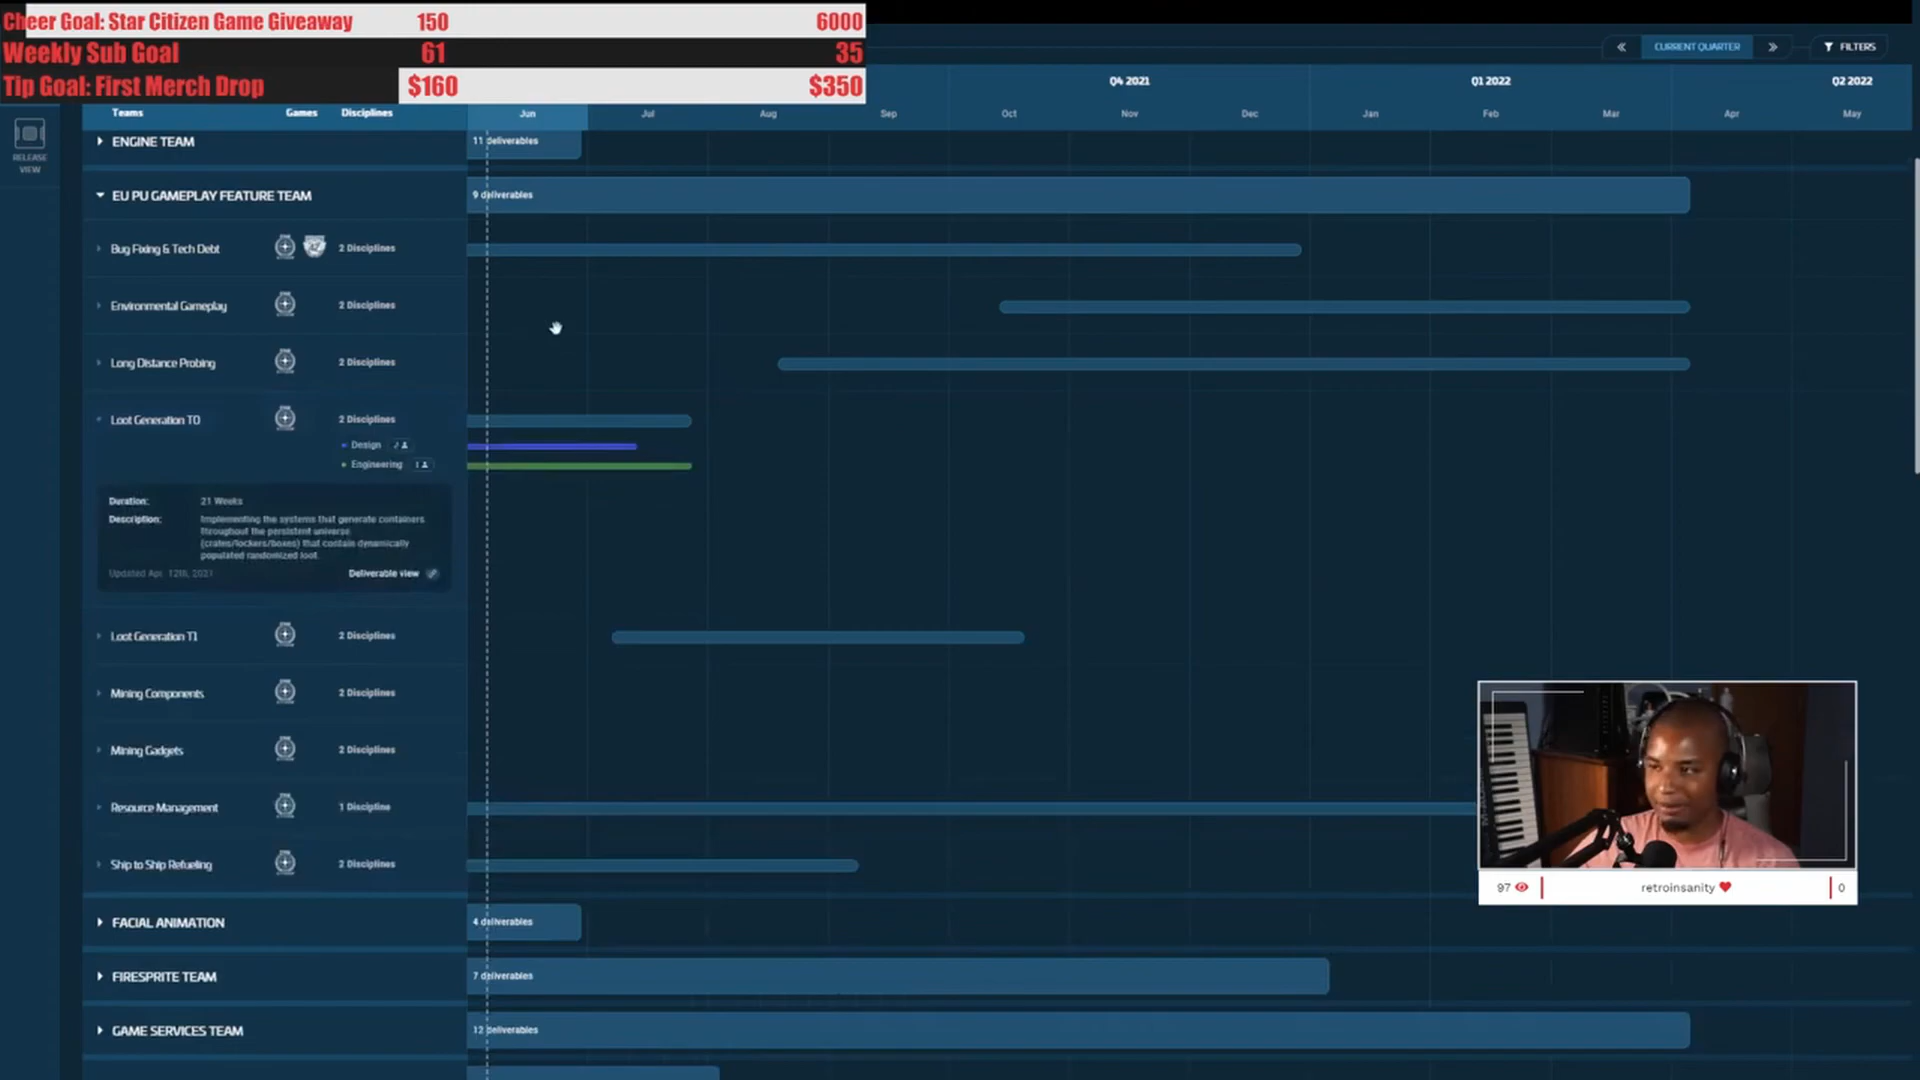 Cheer Goal: Star Citizen Game Giveaway 150 6000
Weekly Sub Goal 61 35
Tip Goal: First Merch Drop $160 $350
CURRENT QUARTER
FILTERS
Q4 2021 Q1 2022 Q2 2022
Teams Games Disciplines Jun Jul Aug Sep Oct Nov Dec Jan Feb Mar Apr May
RELEASE
VIEW
ENGINE TEAM 11 deliverables
EU PU GAMEPLAY FEATURE TEAM 9 deliverables
Bug Fixing & Tech Debt 2 Disciplines
Environmental Gameplay 2 Disciplines
Long Distance Probing 2 Disciplines
Loot Generation T0 2 Disciplines
Design
Engineering
Duration: 21 Weeks
Description: Implementing the systems that generate containers
throughout the persistent universe
(crates/lockers/boxes) that contain dynamically
populated randomized loot.
Updated Apr. 12th, 2021 Deliverable view
Loot Generation T1 2 Disciplines
Mining Components 2 Disciplines
Mining Gadgets 2 Disciplines
Resource Management 1 Discipline
Ship to Ship Refueling 2 Disciplines
FACIAL ANIMATION 4 deliverables
FIRESPRITE TEAM 7 deliverables
GAME SERVICES TEAM 12 deliverables
97 retroinsanity 0